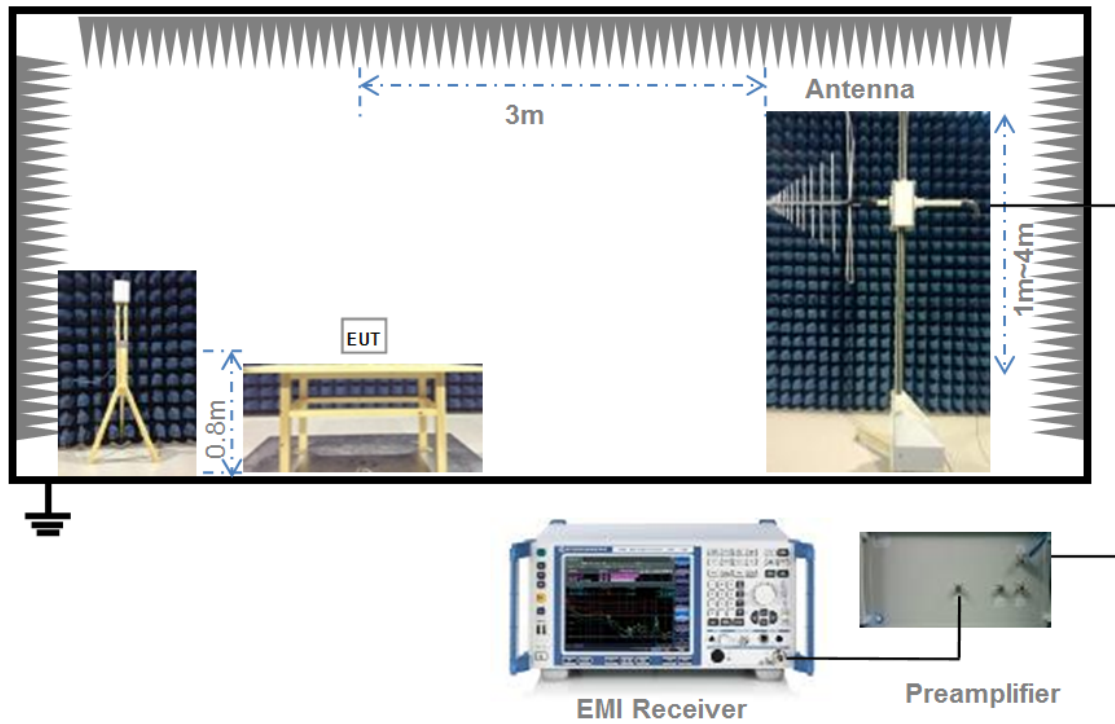 Antenna
3m
1m~4m
EUT
0.8m
EMI Receiver
Preamplifier